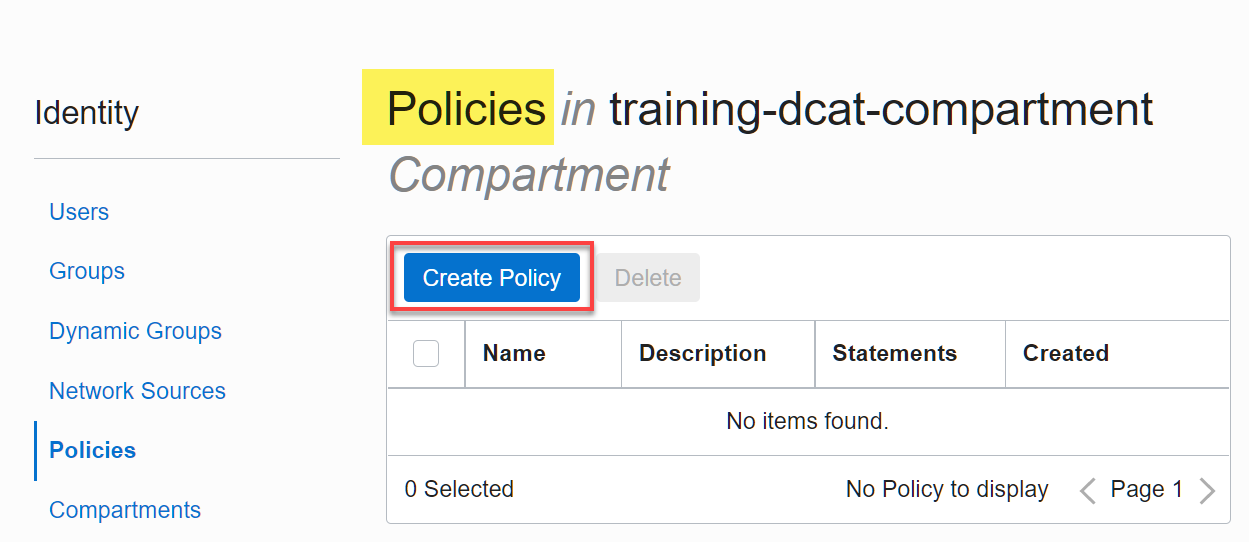 Identity
Users
Groups
Dynamic Groups
Network Sources
Policies
Compartments
Policies in training-dcat-compartment
Compartment
Create Policy Delete
Name Description Statements Created
No items found.
0 Selected No Policy to display Page 1